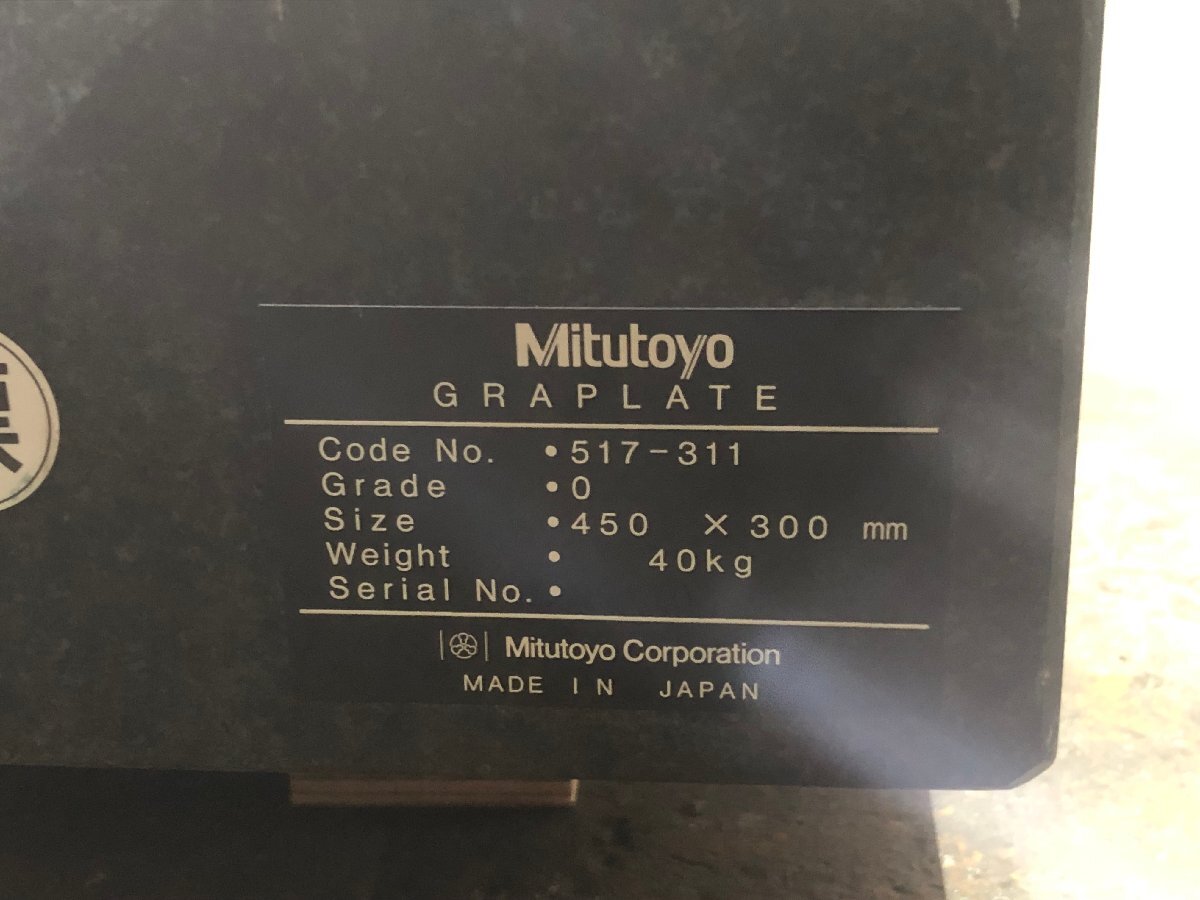 Mitutoyo
GRAPLATE
Code No. •517-311
Grade •0
Size •450 × 300 mm
Weight • 40kg
Serial No. •
Mitutoyo Corporation
MADE IN JAPAN